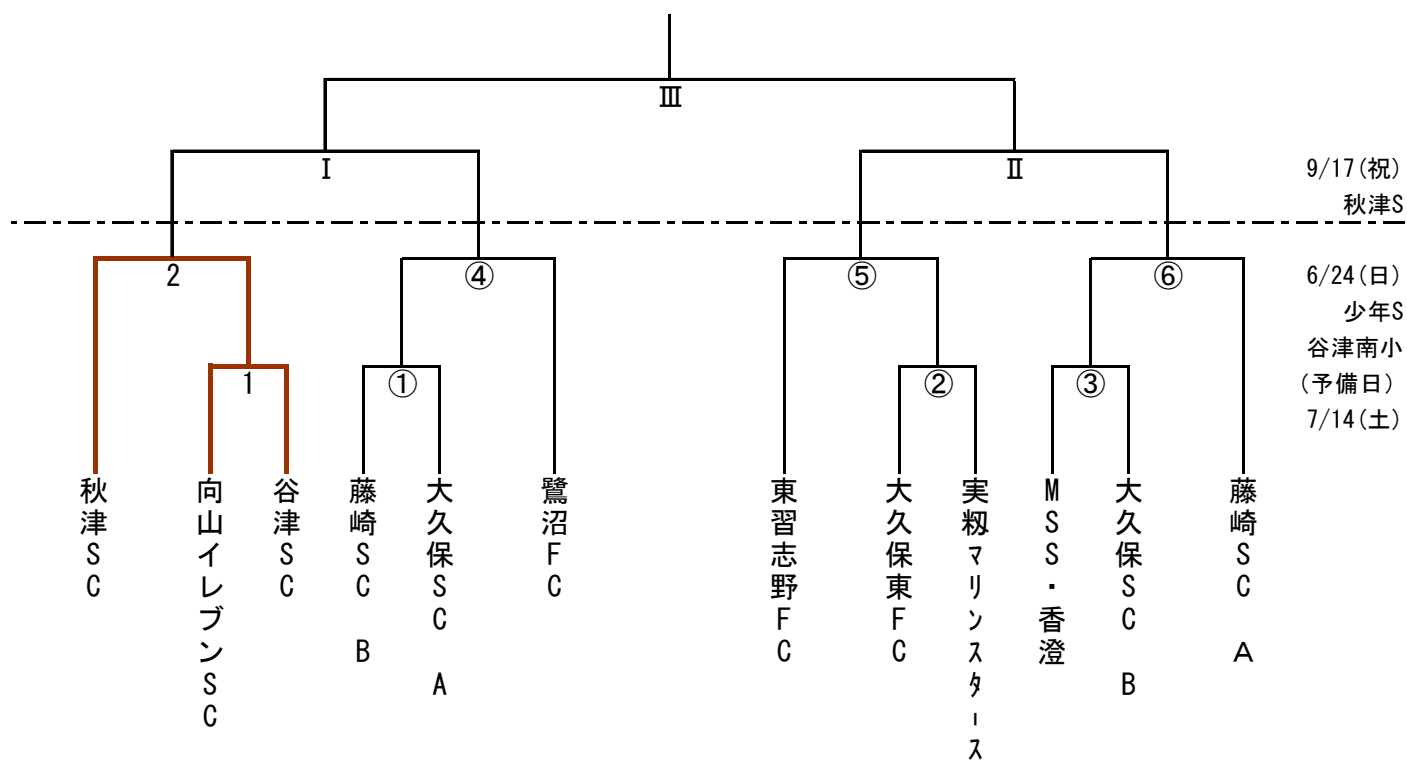 Ⅲ
Ⅰ
Ⅱ
9/17(祝)
秋津S
2
④
⑤
⑥
6/24(日)
少年S
谷津南小
(予備日)
7/14(土)
1
①
②
③
秋津SC
向山イレブンSC
谷津SC
藤崎SC B
大久保SC A
鷺沼FC
東習志野FC
大久保東FC
実籾ﾏﾘﾝｽﾀｰｽ
MSS・香澄
大久保SC B
藤崎SC A